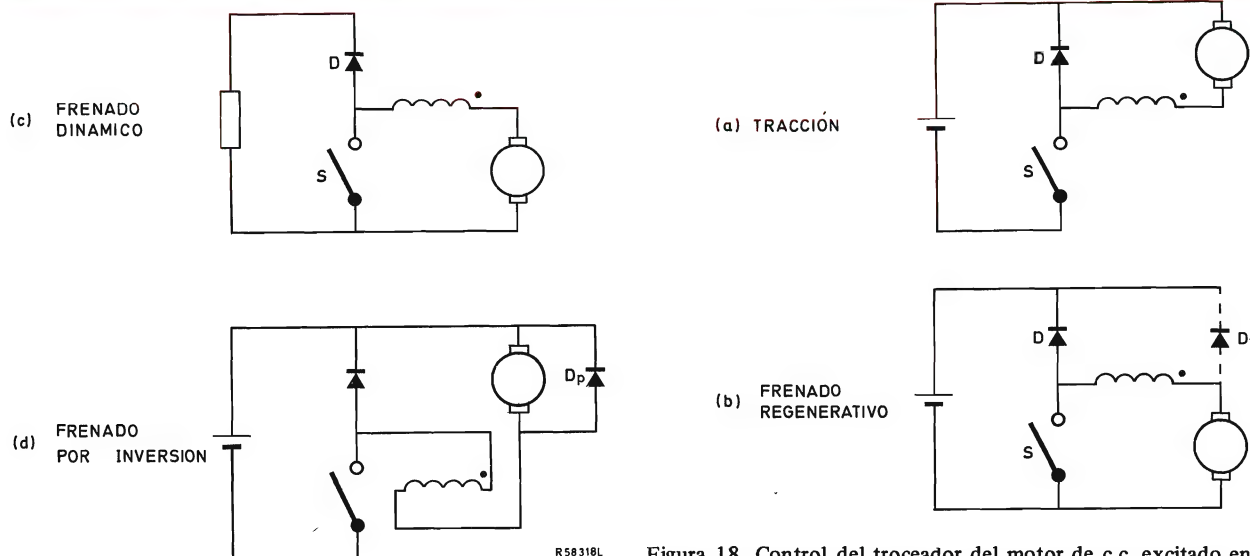 (c) FRENADO
DINAMICO
D
S
(a) TRACCIÓN
D
S
(d) FRENADO
POR INVERSION
Dp
(b) FRENADO
REGENERATIVO
D
S
R58318L
Figura 18. Control del troceador del motor de c.c. excitado en